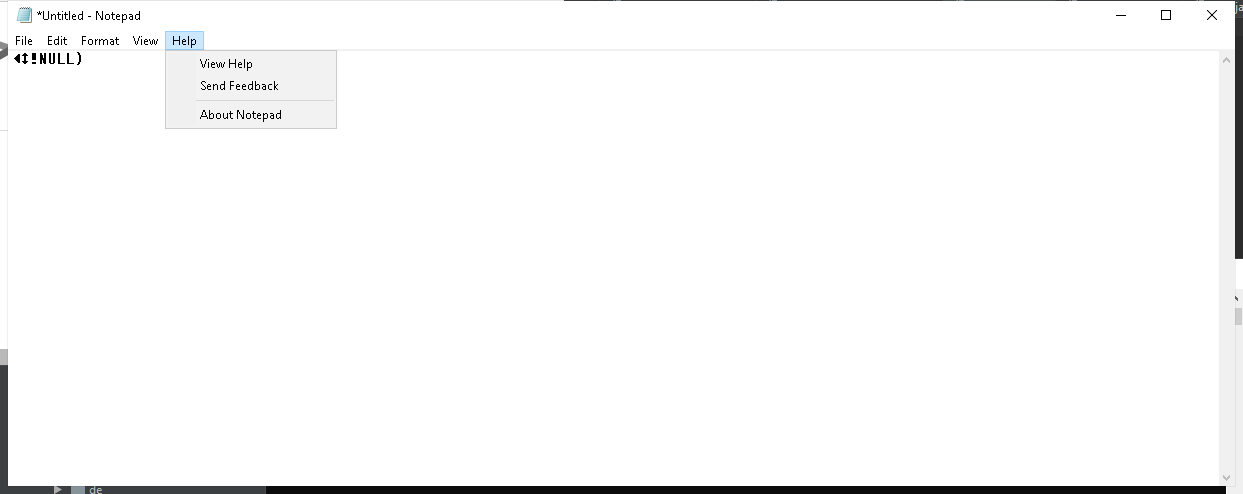 *Untitled - Notepad
File Edit Format View Help
◄↕!NULL)
View Help
Send Feedback
About Notepad
de